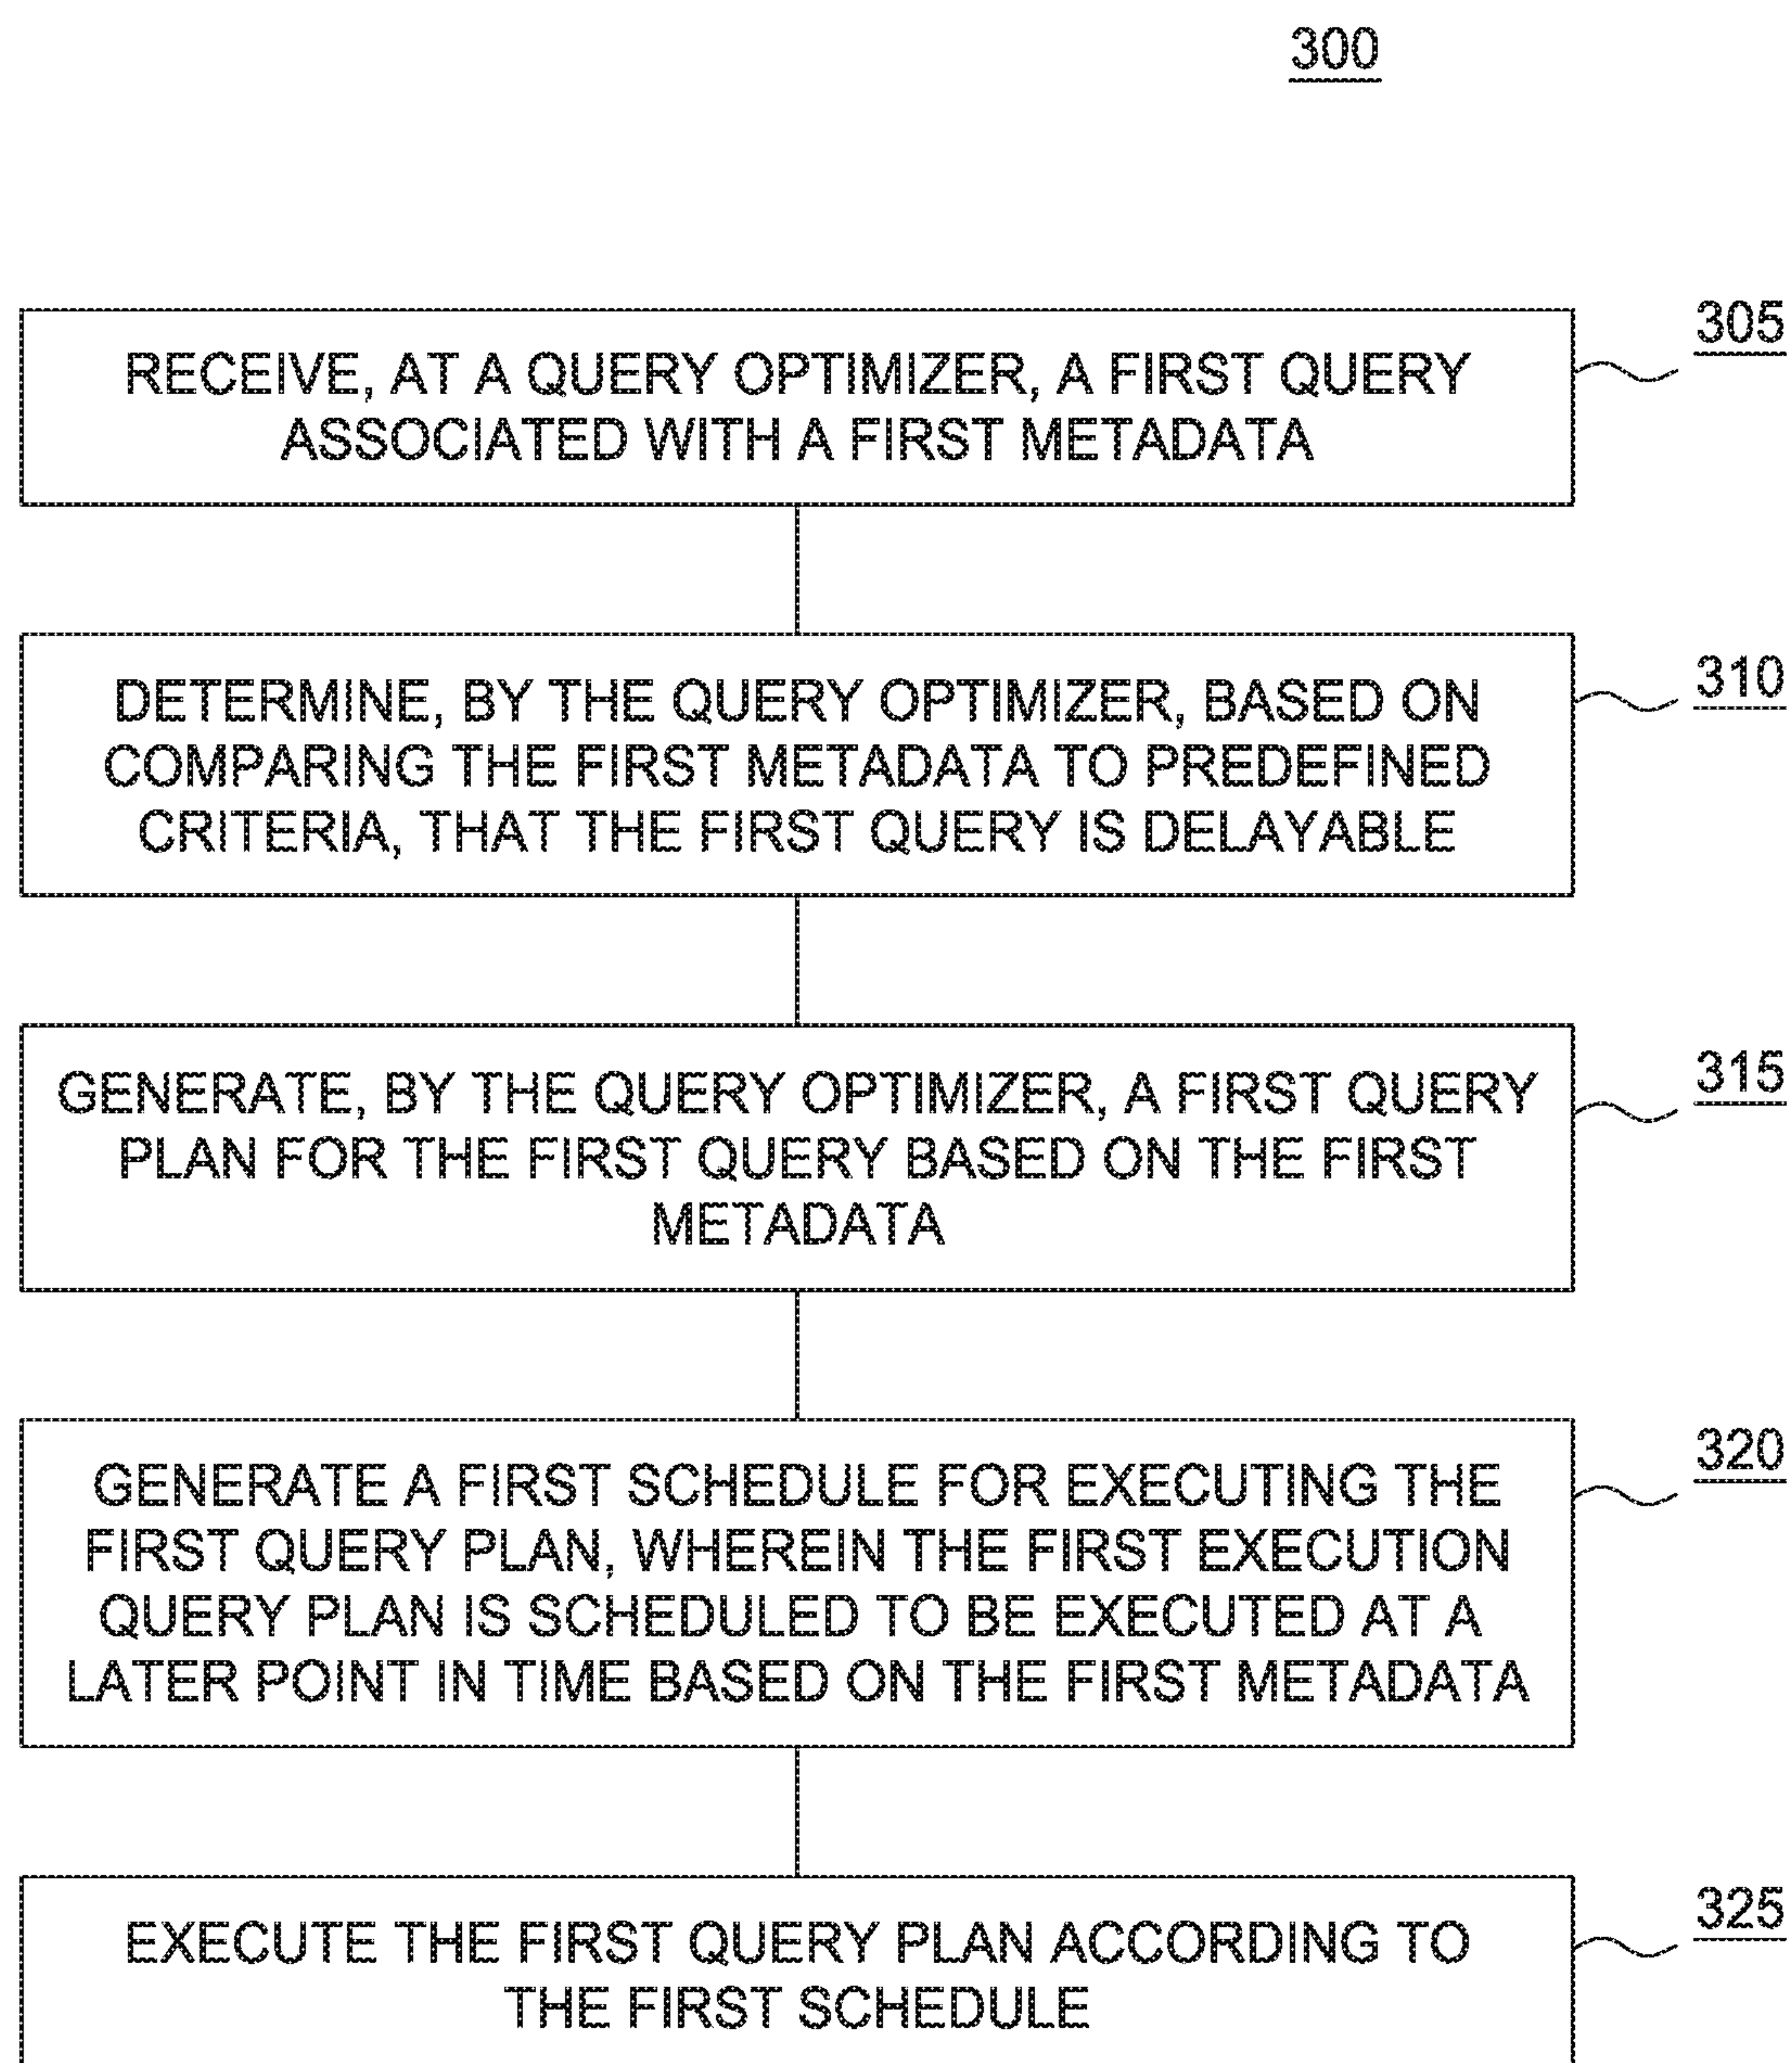 300
305
RECEIVE, AT A QUERY OPTIMIZER, A FIRST QUERY
ASSOCIATED WITH A FIRST METADATA
310
DETERMINE, BY THE QUERY OPTIMIZER, BASED ON
COMPARING THE FIRST METADATA TO PREDEFINED
CRITERIA, THAT THE FIRST QUERY IS DELAYABLE
315
GENERATE, BY THE QUERY OPTIMIZER, A FIRST QUERY
PLAN FOR THE FIRST QUERY BASED ON THE FIRST
METADATA
320
GENERATE A FIRST SCHEDULE FOR EXECUTING THE
FIRST QUERY PLAN, WHEREIN THE FIRST EXECUTION
QUERY PLAN IS SCHEDULED TO BE EXECUTED AT A
LATER POINT IN TIME BASED ON THE FIRST METADATA
325
EXECUTE THE FIRST QUERY PLAN ACCORDING TO
THE FIRST SCHEDULE